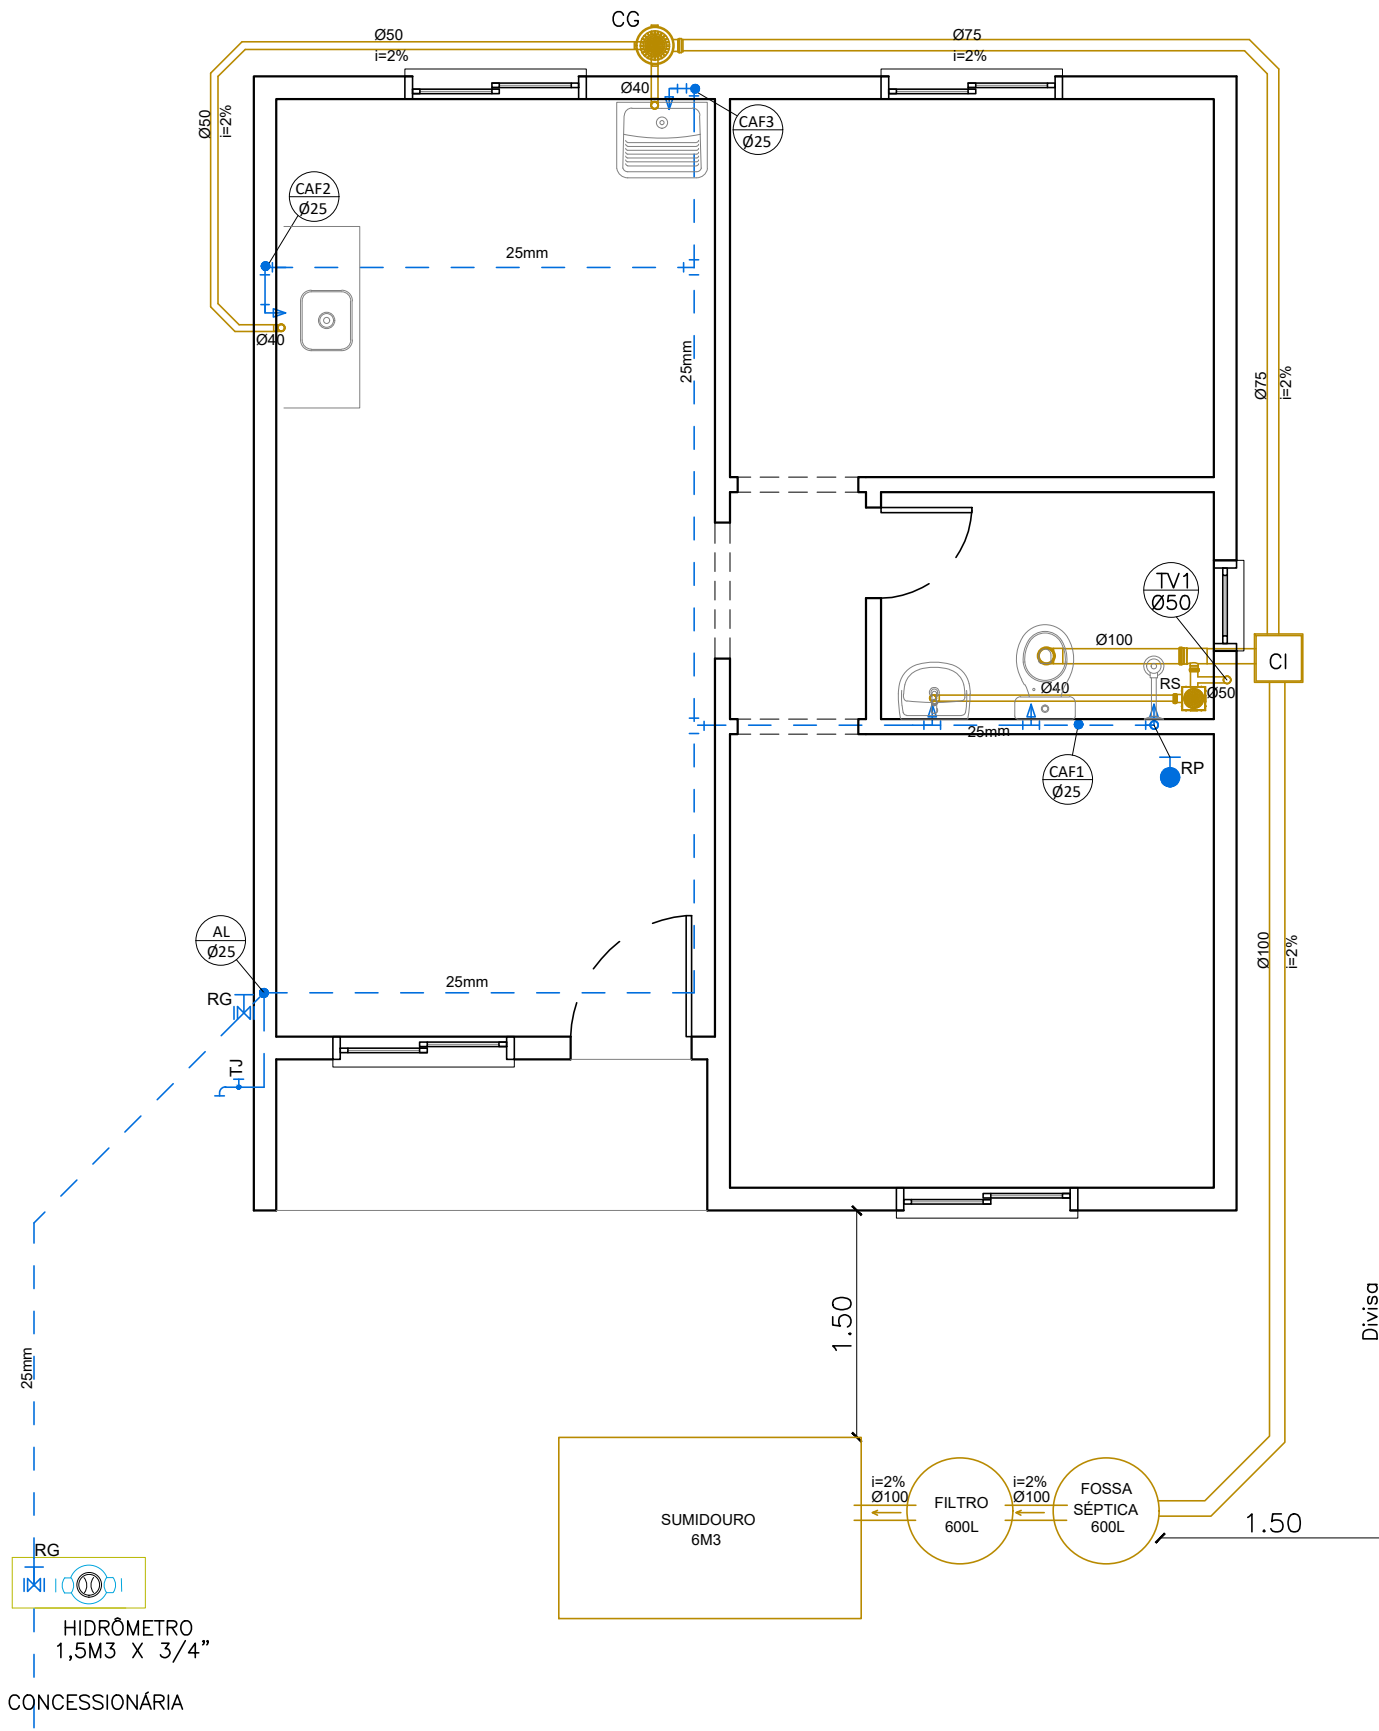 CG
Ø50
i=2%
Ø75
i=2%
Ø40
CAF3
Ø25
Ø50
i=2%
CAF2
Ø25
25mm
Ø40
25mm
Ø75
i=2%
TV1
Ø50
Ø100
CI
RS
Ø40
Ø50
25mm
CAF1
Ø25
RP
AL
Ø25
RG
25mm
Ø100
i=2%
TJ
1.50
Divisa
25mm
i=2%
Ø100
i=2%
Ø100
FOSSA
SÉPTICA
600L
FILTRO
600L
SUMIDOURO
6M3
1.50
RG
HIDRÔMETRO
1,5M3 X 3/4”
CONCESSIONÁRIA